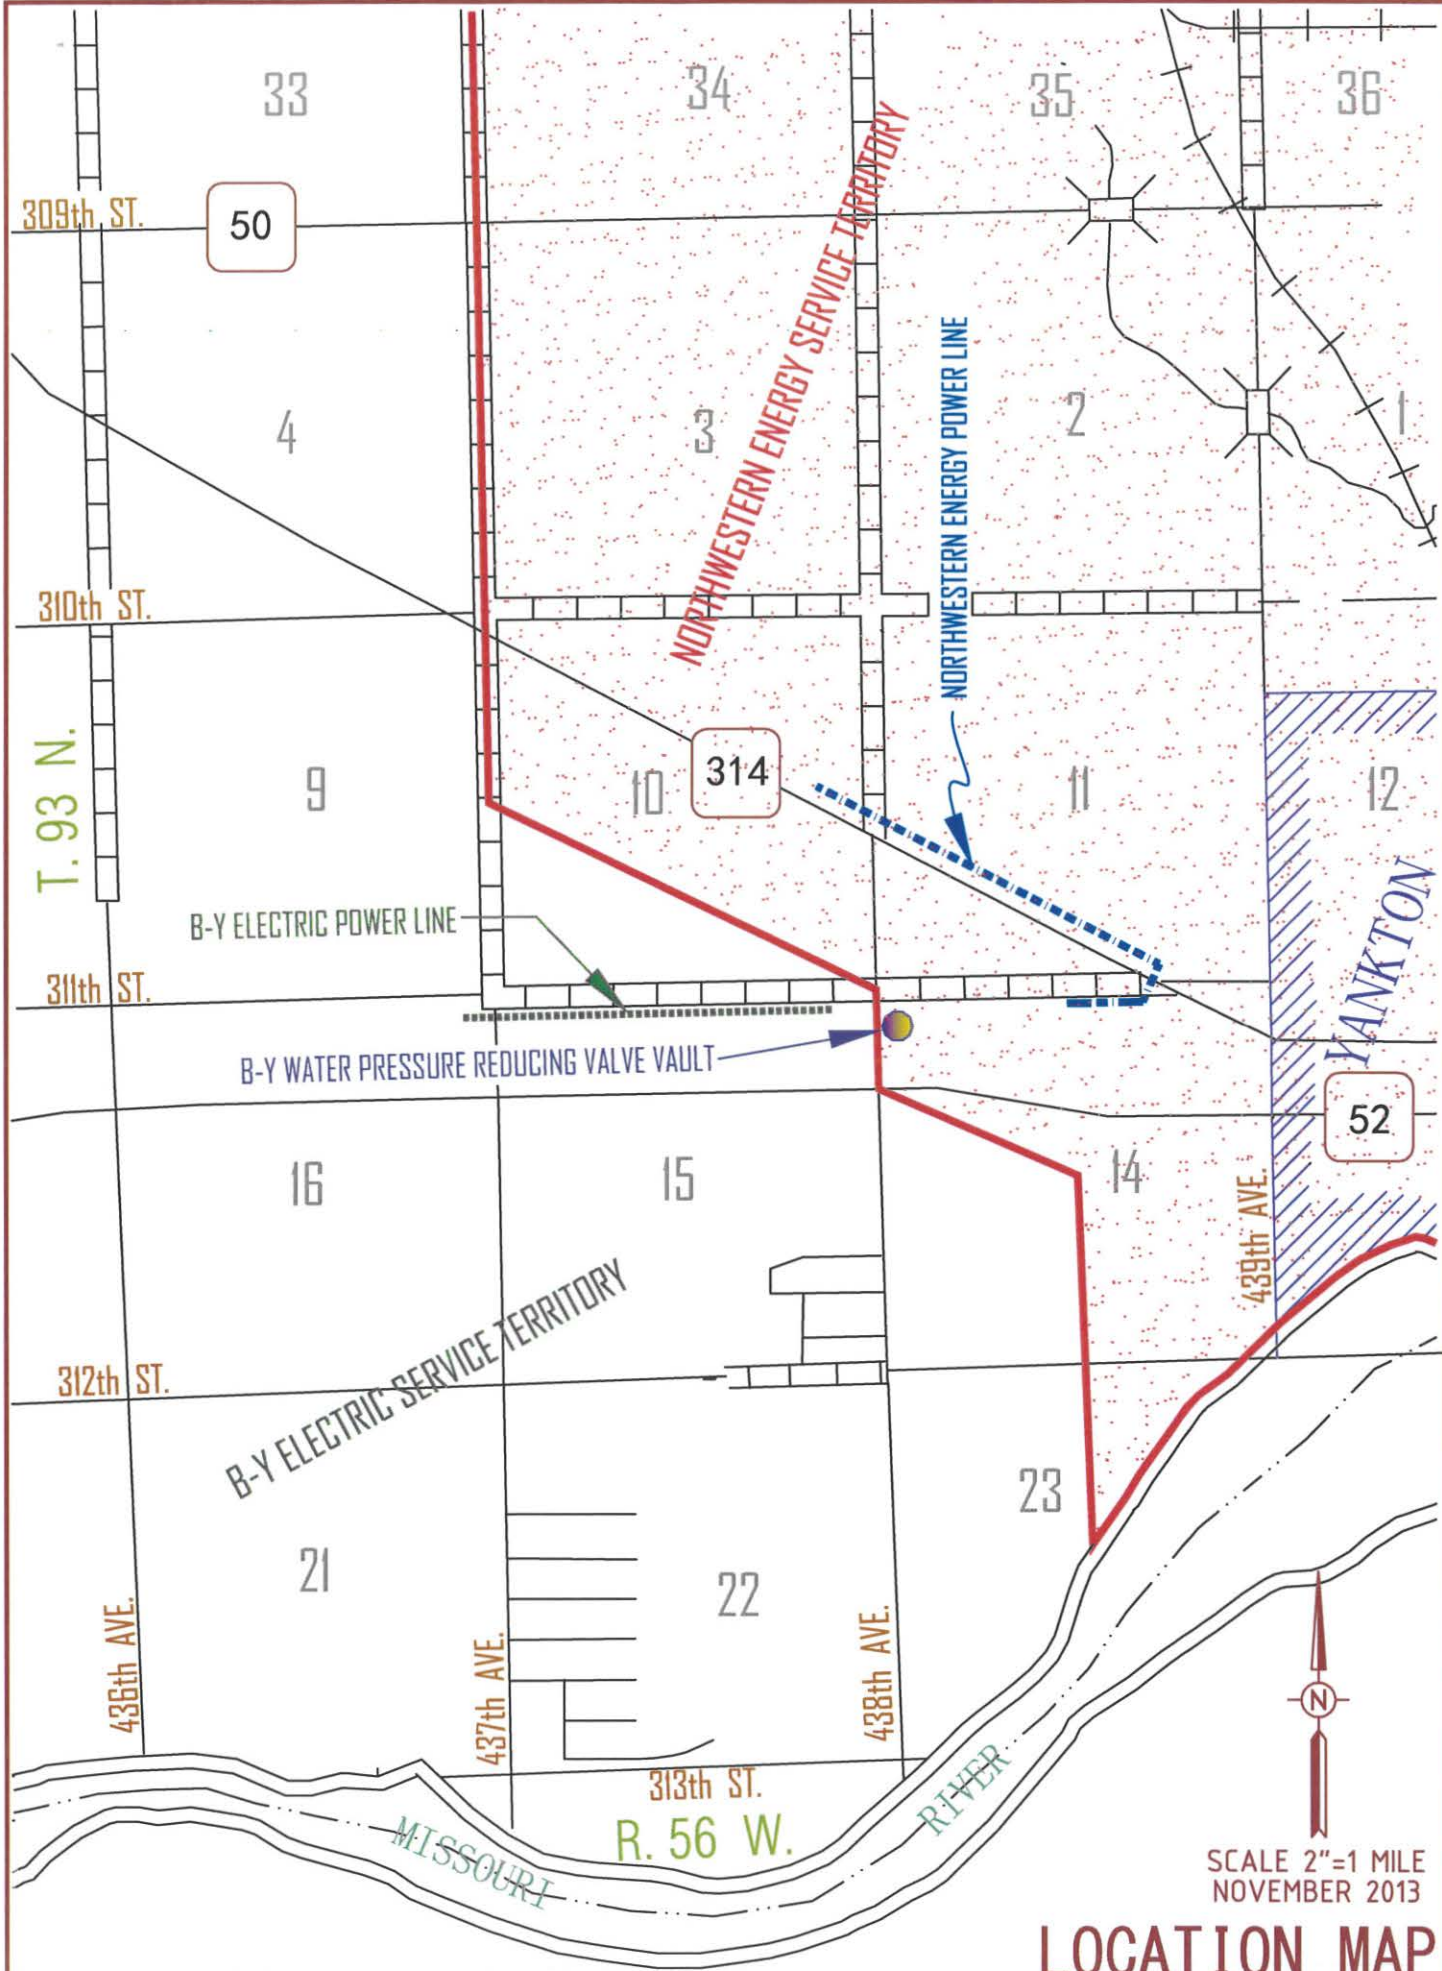 33
34
35
36
309th ST.
50
NORTHWESTERN ENERGY SERVICE TERRITORY
4
3
2
1
NORTHWESTERN ENERGY POWER LINE
310th ST.
T. 93 N.
9
10
314
11
12
B-Y ELECTRIC POWER LINE
YANKTON
311th ST.
B-Y WATER PRESSURE REDUCING VALVE VAULT
52
16
15
14
439th AVE.
B-Y ELECTRIC SERVICE TERRITORY
312th ST.
23
21
22
436th AVE.
437th AVE.
438th AVE.
N
313th ST.
R. 56 W.
MISSOURI
RIVER
SCALE 2"=1 MILE
NOVEMBER 2013
LOCATION MAP